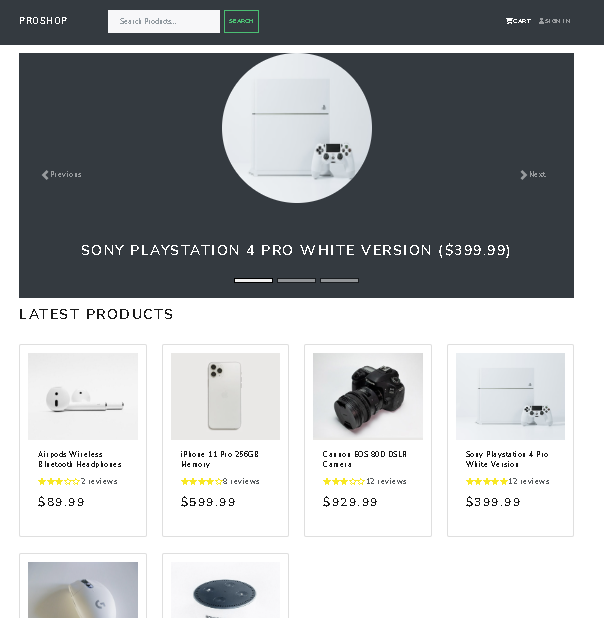 PROSHOP
Search Products...
SEARCH
CART
SIGN IN
Previous
Next
SONY PLAYSTATION 4 PRO WHITE VERSION ($399.99)
LATEST PRODUCTS
Airpods Wireless
Bluetooth Headphones
2 reviews
$89.99
iPhone 11 Pro 256GB
Memory
8 reviews
$599.99
Cannon EOS 80D DSLR
Camera
12 reviews
$929.99
Sony Playstation 4 Pro
White Version
12 reviews
$399.99